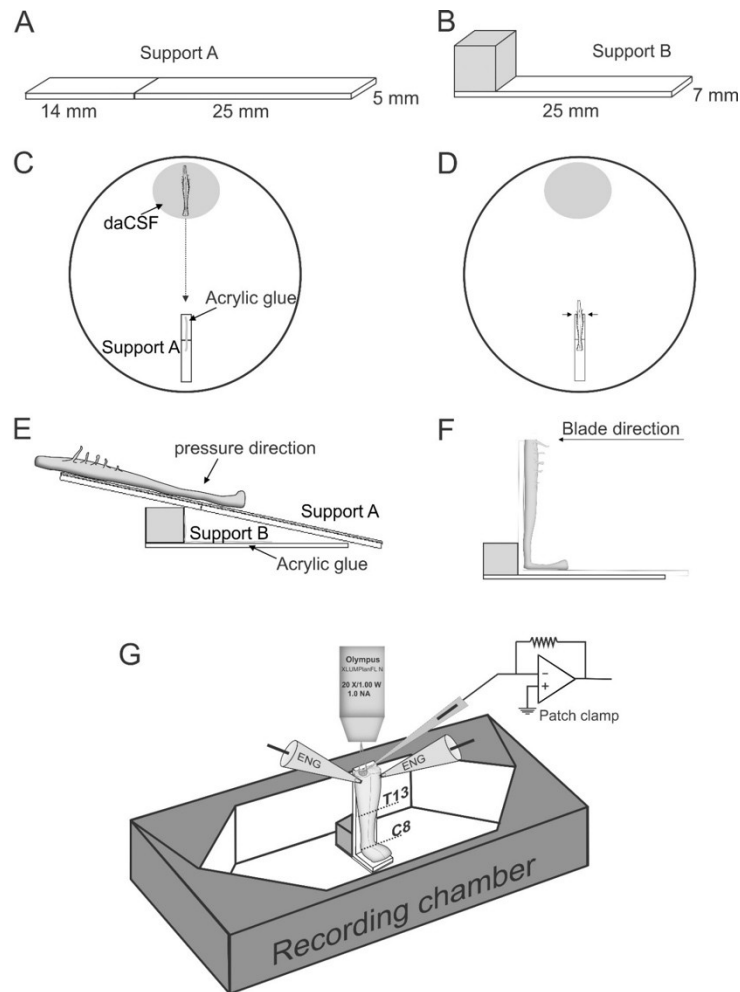 A
Support A
14 mm
25 mm
5 mm
B
Support B
25 mm
7 mm
C
daCSF
Acrylic glue
Support A
D
E
pressure direction
Support A
Support B
Acrylic glue
F
Blade direction
G
Olympus
XLUMPlanFL N
20 X/1.00 W
1.0 NA
Patch clamp
ENG
ENG
T13
C8
Recording chamber